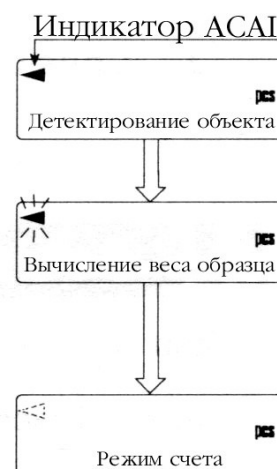 Индикатор ACAI
pcs
Детектирование объекта
pcs
Вычисление веса образца
pcs
Режим счета